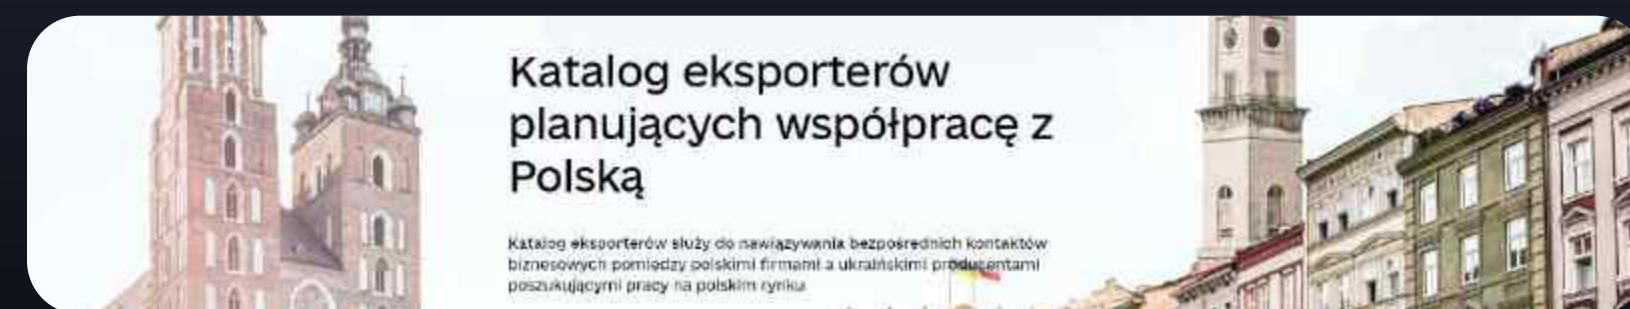 Katalog eksporterów
planujących współpracę z
Polską
Katalog eksporterów służy do nawiązywania bezpośrednich kontaktów
biznesowych pomiędzy polskimi firmami a ukraińskimi producentami
poszukującymi pracy na polskim rynku